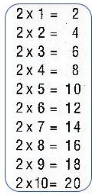 2 x 1 = 2
2 x 2 = 4
2 x 3 = 6
2 x 4 = 8
2 x 5 = 10
2 x 6 = 12
2 x 7 = 14
2 x 8 = 16
2 x 9 = 18
2 x 10= 20